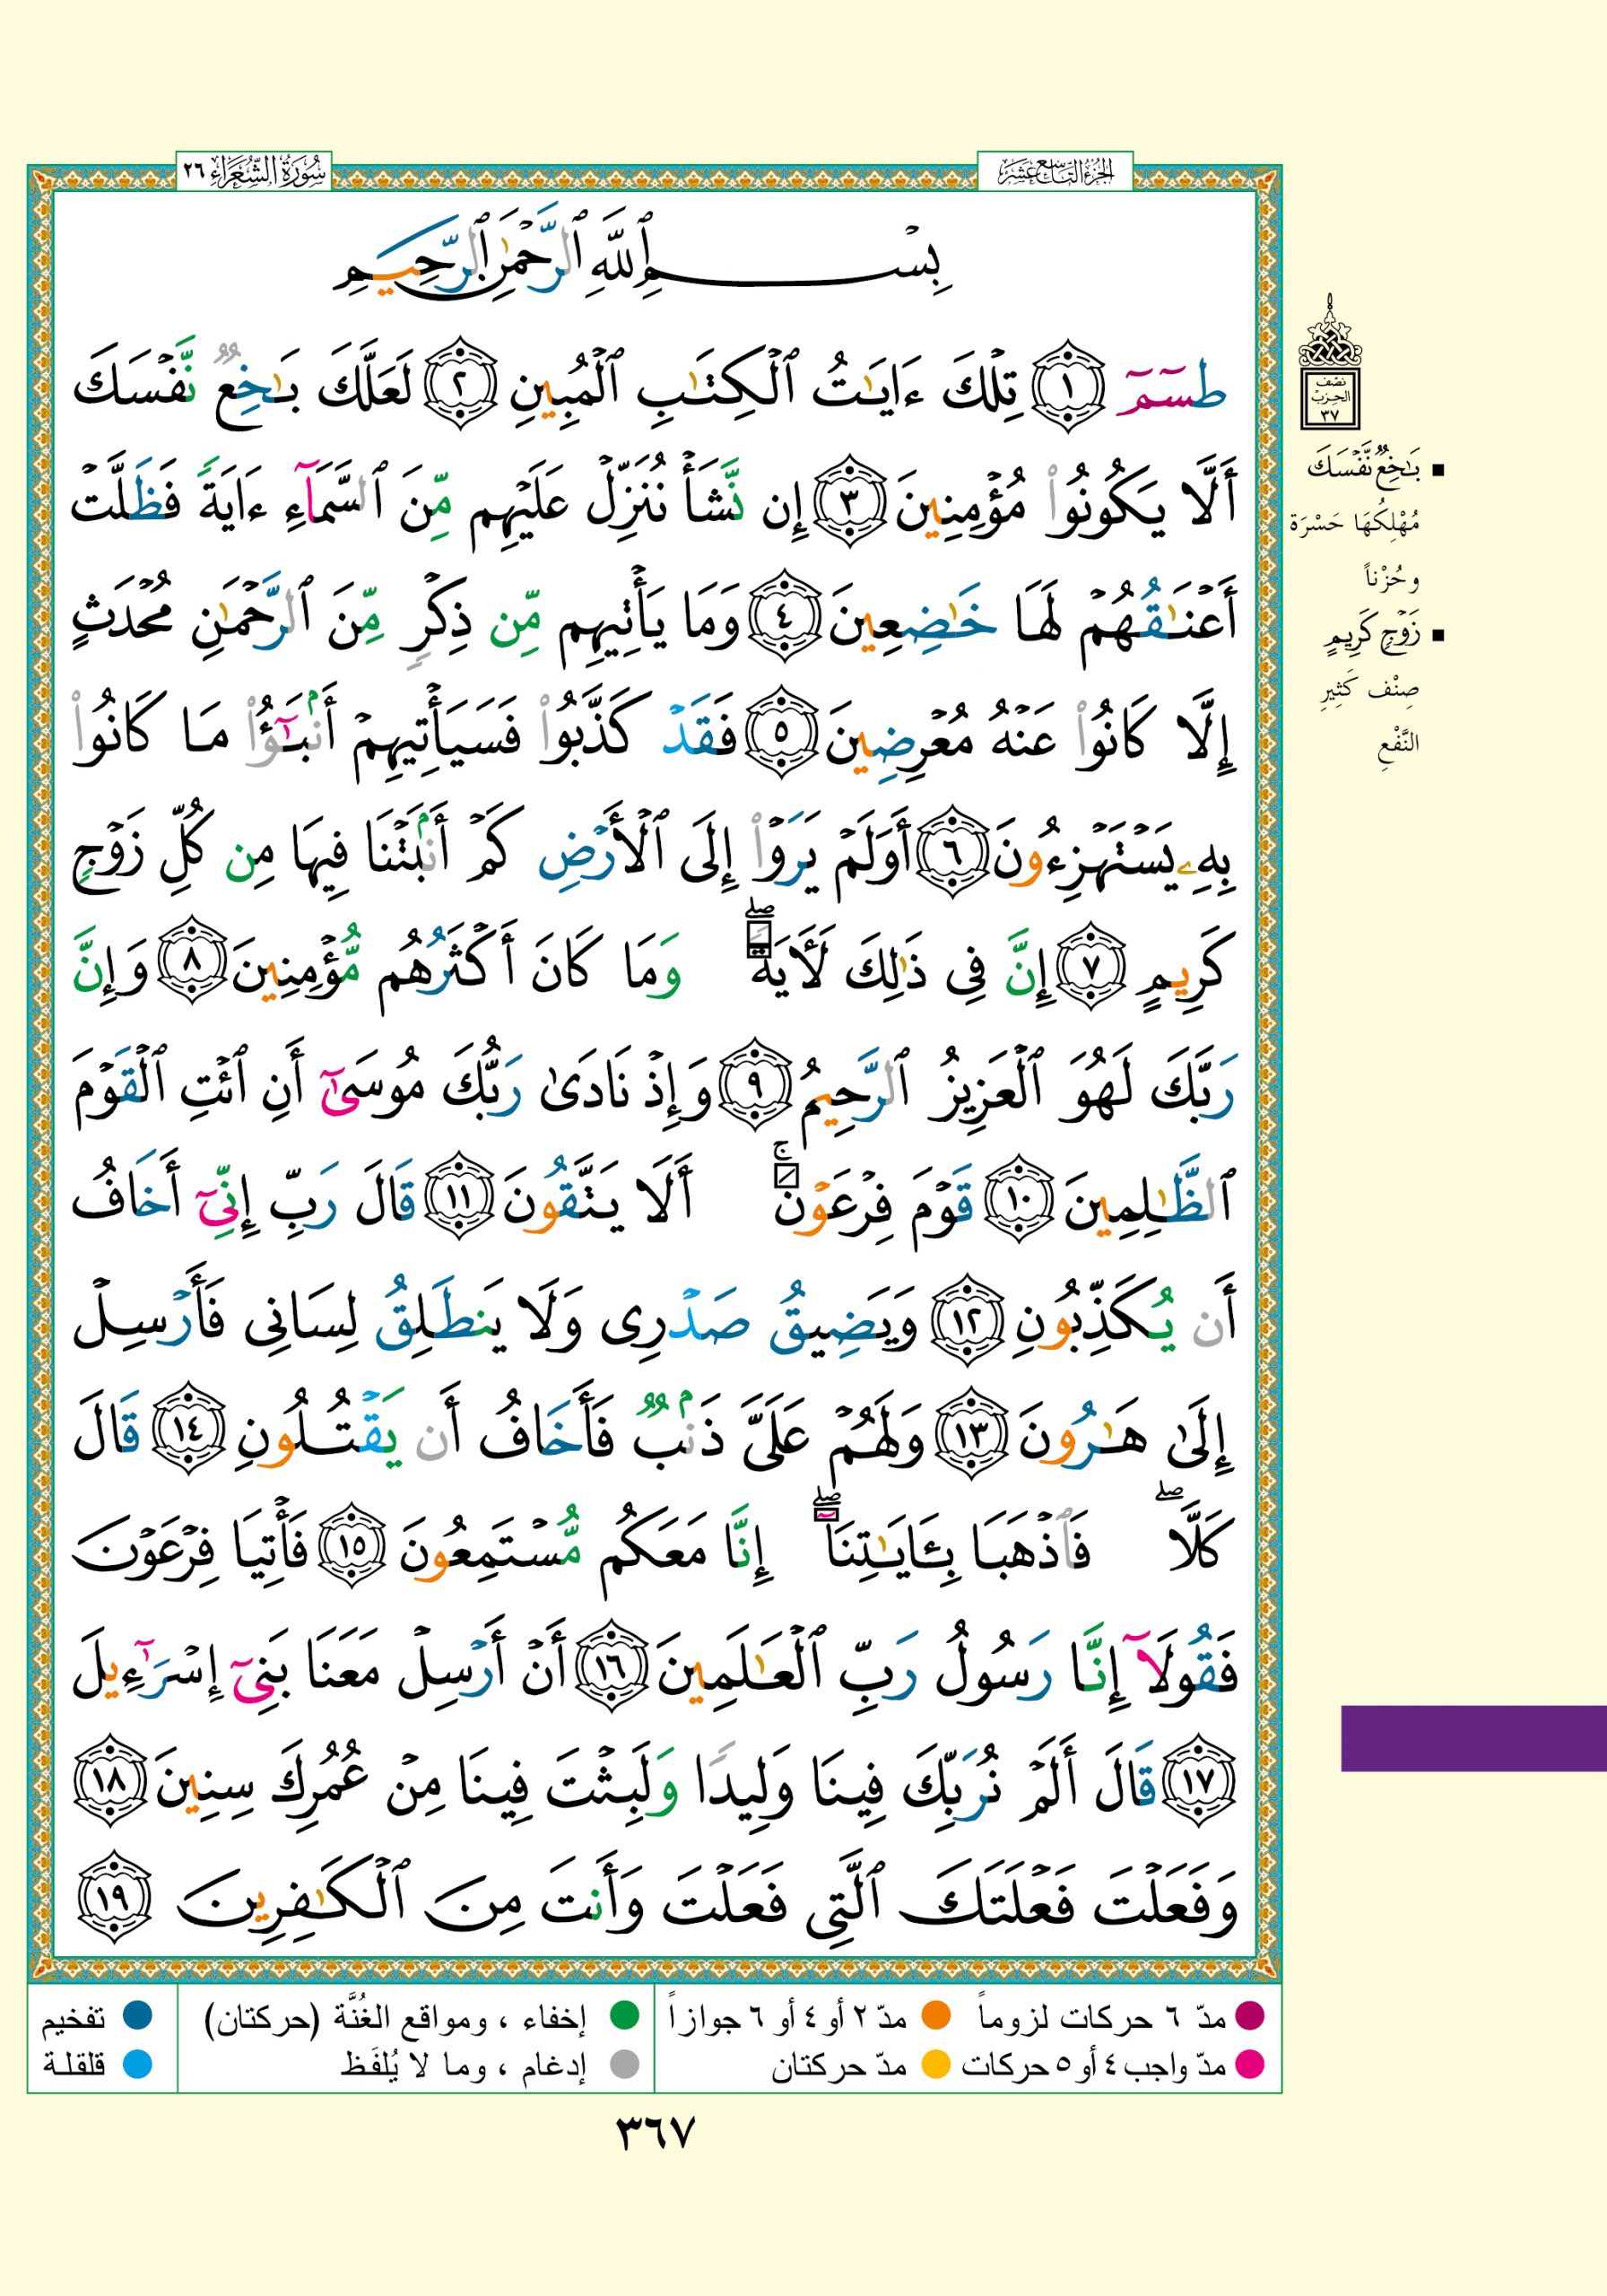 الجزء التاسع عشر
سورة الشعراء ٢٦
بِسْمِ ٱللَّهِ ٱلرَّحْمَٰنِ ٱلرَّحِيمِ
طسٓمٓ ١ تِلْكَ ءَايَٰتُ ٱلْكِتَٰبِ ٱلْمُبِينِ ٢ لَعَلَّكَ بَٰخِعٌ نَّفْسَكَ
أَلَّا يَكُونُوا۟ مُؤْمِنِينَ ٣ إِن نَّشَأْ نُنَزِّلْ عَلَيْهِم مِّنَ ٱلسَّمَآءِ ءَايَةً فَظَلَّتْ
أَعْنَٰقُهُمْ لَهَا خَٰضِعِينَ ٤ وَمَا يَأْتِيهِم مِّن ذِكْرٍ مِّنَ ٱلرَّحْمَٰنِ مُحْدَثٍ
إِلَّا كَانُوا۟ عَنْهُ مُعْرِضِينَ ٥ فَقَدْ كَذَّبُوا۟ فَسَيَأْتِيهِمْ أَنۢبَٰٓؤُا۟ مَا كَانُوا۟
بِهِۦ يَسْتَهْزِءُونَ ٦ أَوَلَمْ يَرَوْا۟ إِلَى ٱلْأَرْضِ كَمْ أَنۢبَتْنَا فِيهَا مِن كُلِّ زَوْجٍ
كَرِيمٍ ٧ إِنَّ فِى ذَٰلِكَ لَءَايَةً ۖ وَمَا كَانَ أَكْثَرُهُم مُّؤْمِنِينَ ٨ وَإِنَّ
رَبَّكَ لَهُوَ ٱلْعَزِيزُ ٱلرَّحِيمُ ٩ وَإِذْ نَادَىٰ رَبُّكَ مُوسَىٰٓ أَنِ ٱئْتِ ٱلْقَوْمَ
ٱلظَّٰلِمِينَ ١٠ قَوْمَ فِرْعَوْنَ ۚ أَلَا يَتَّقُونَ ١١ قَالَ رَبِّ إِنِّىٓ أَخَافُ
أَن يُكَذِّبُونِ ١٢ وَيَضِيقُ صَدْرِى وَلَا يَنطَلِقُ لِسَانِى فَأَرْسِلْ
إِلَىٰ هَٰرُونَ ١٣ وَلَهُمْ عَلَىَّ ذَنۢبٌ فَأَخَافُ أَن يَقْتُلُونِ ١٤ قَالَ
كَلَّا ۖ فَٱذْهَبَا بِـَٔايَٰتِنَآ ۖ إِنَّا مَعَكُم مُّسْتَمِعُونَ ١٥ فَأْتِيَا فِرْعَوْنَ
فَقُولَآ إِنَّا رَسُولُ رَبِّ ٱلْعَٰلَمِينَ ١٦ أَنْ أَرْسِلْ مَعَنَا بَنِىٓ إِسْرَٰٓءِيلَ
١٧ قَالَ أَلَمْ نُرَبِّكَ فِينَا وَلِيدًا وَلَبِثْتَ فِينَا مِنْ عُمُرِكَ سِنِينَ ١٨
وَفَعَلْتَ فَعْلَتَكَ ٱلَّتِى فَعَلْتَ وَأَنتَ مِنَ ٱلْكَٰفِرِينَ ١٩
نصف
الحزب
٣٧
بَٰخِعٌ نَّفْسَكَ
مُهْلِكُهَا حَسْرَة
وحُزْناً
زَوْجٍ كَرِيمٍ
صِنْف كَثِيرِ
النَّفْعِ
مدّ ٦ حركات لزوماً ● مدّ ٢ أو ٤ أو ٦ جوازاً ● إخفاء ، ومواقع الغُنَّة (حركتان) ● تفخيم
مدّ واجب ٤ أو ٥ حركات ● مدّ حركتان ● إدغام ، وما لا يُلفَظ ● قلقلة
٣٦٧